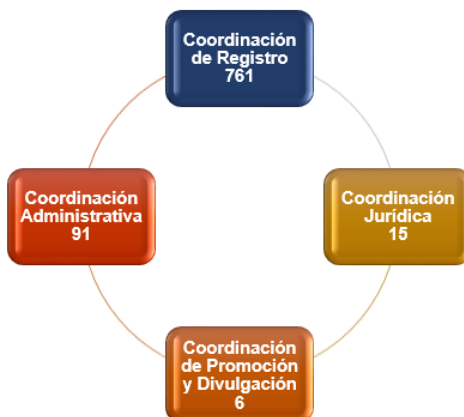 Coordinación
de Registro
761
Coordinación
Administrativa
91
Coordinación
Jurídica
15
Coordinación
de Promoción
y Divulgación
6